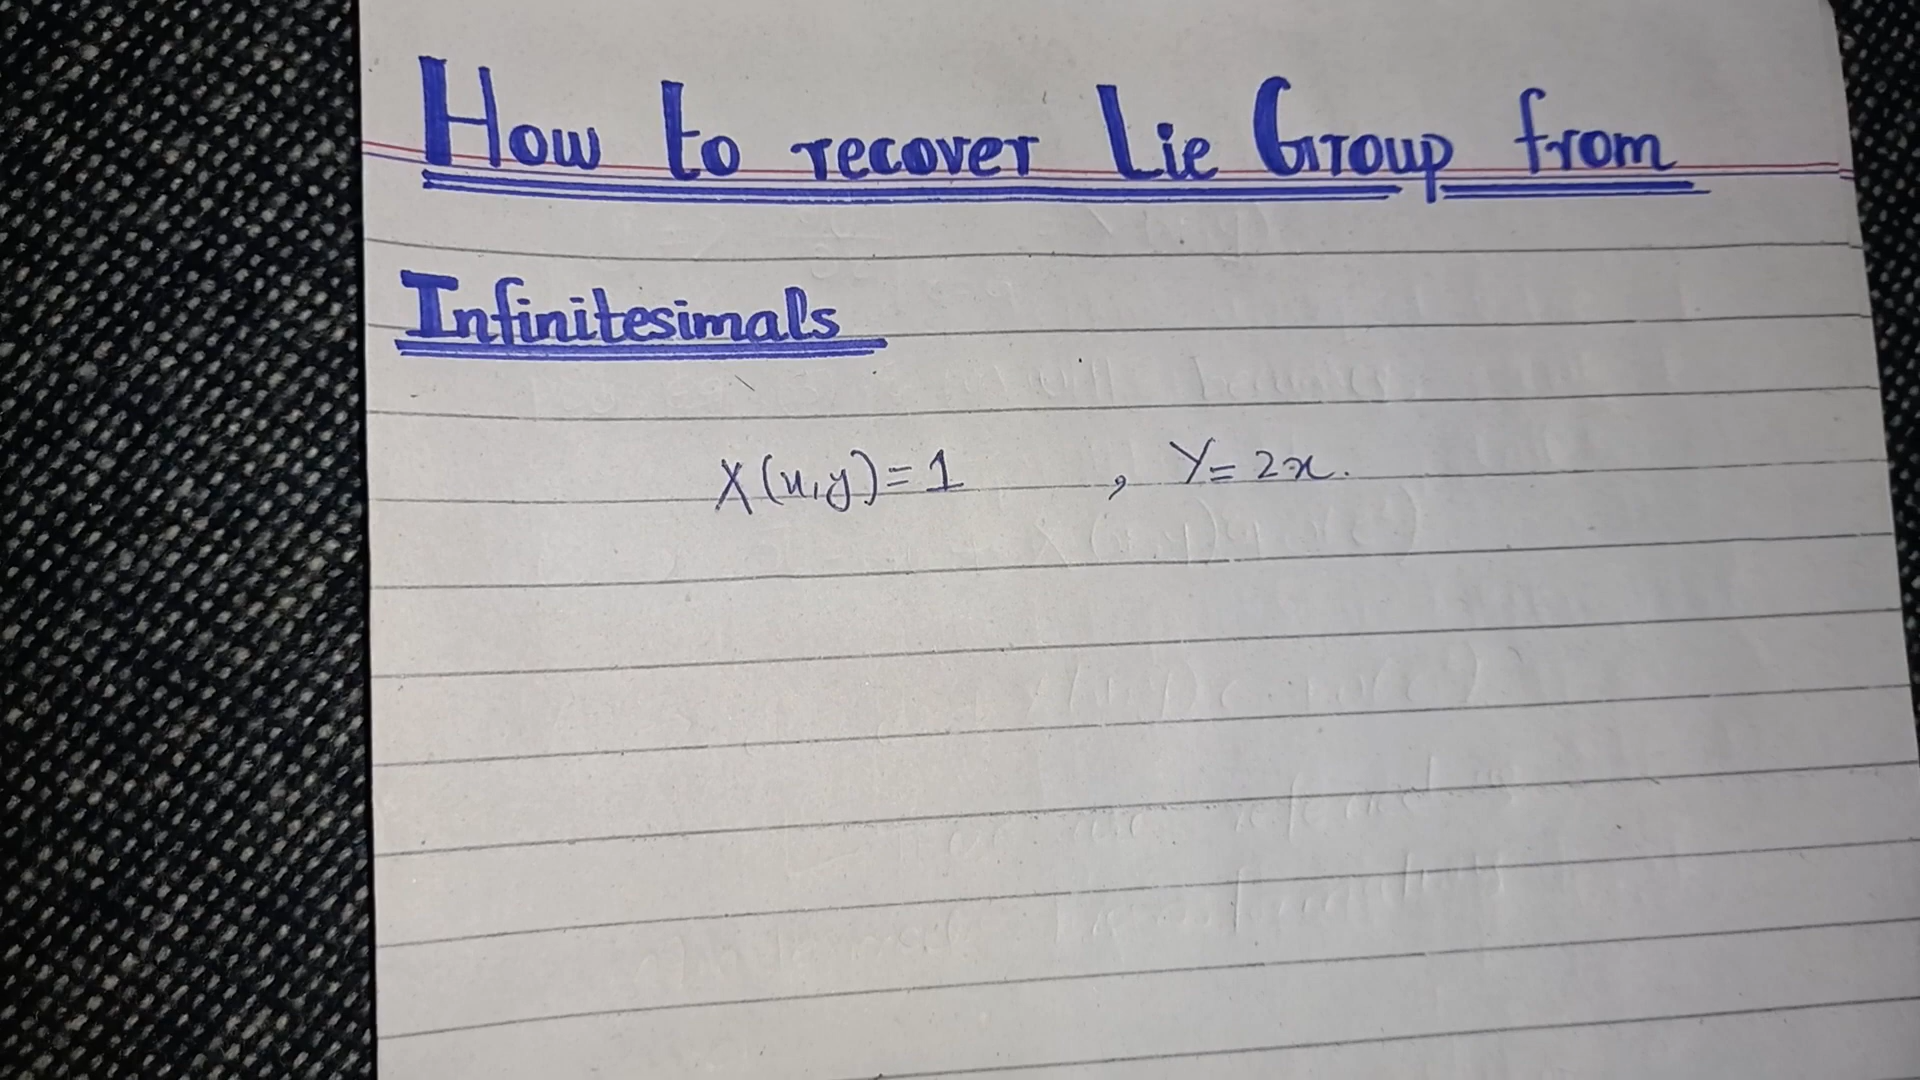 How to recover Lie Group from
Infinitesimals
X(x,y)=1 , Y=2x.